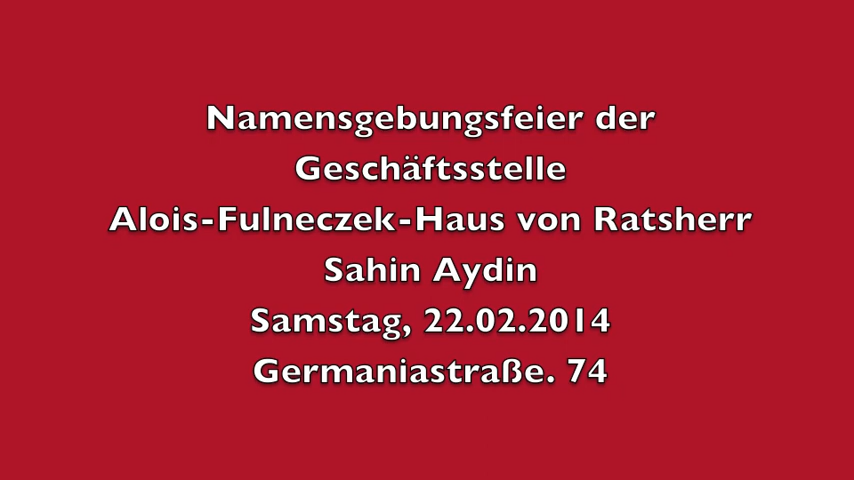 Namensgebungsfeier der
Geschäftsstelle
Alois-Fulneczek-Haus von Ratsherr
Sahin Aydin
Samstag, 22.02.2014
Germaniastraße. 74